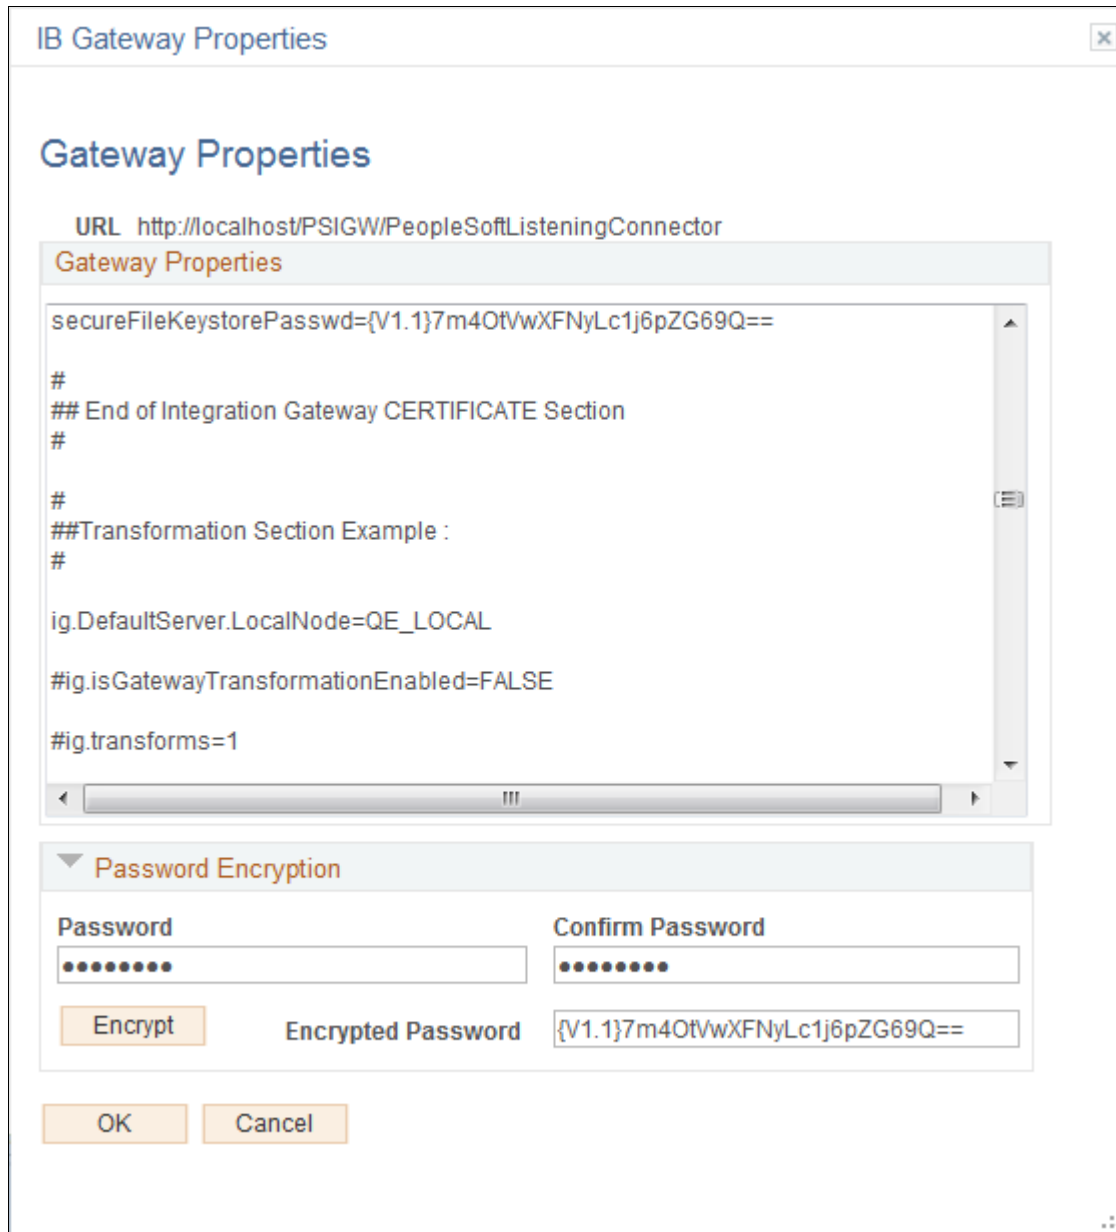 IB Gateway Properties
Gateway Properties
URL http://localhost/PSIGW/PeopleSoftListeningConnector
Gateway Properties
secureFileKeystorePasswd={V1.1}7m4OtVwXFNyLc1j6pZG69Q==
#
## End of Integration Gateway CERTIFICATE Section
#
#
##Transformation Section Example :
#
ig.DefaultServer.LocalNode=QE_LOCAL
#ig.isGatewayTransformationEnabled=FALSE
#ig.transforms=1
Password Encryption
Password Confirm Password
•••••••• ••••••••
Encrypt Encrypted Password {V1.1}7m4OtVwXFNyLc1j6pZG69Q==
OK Cancel